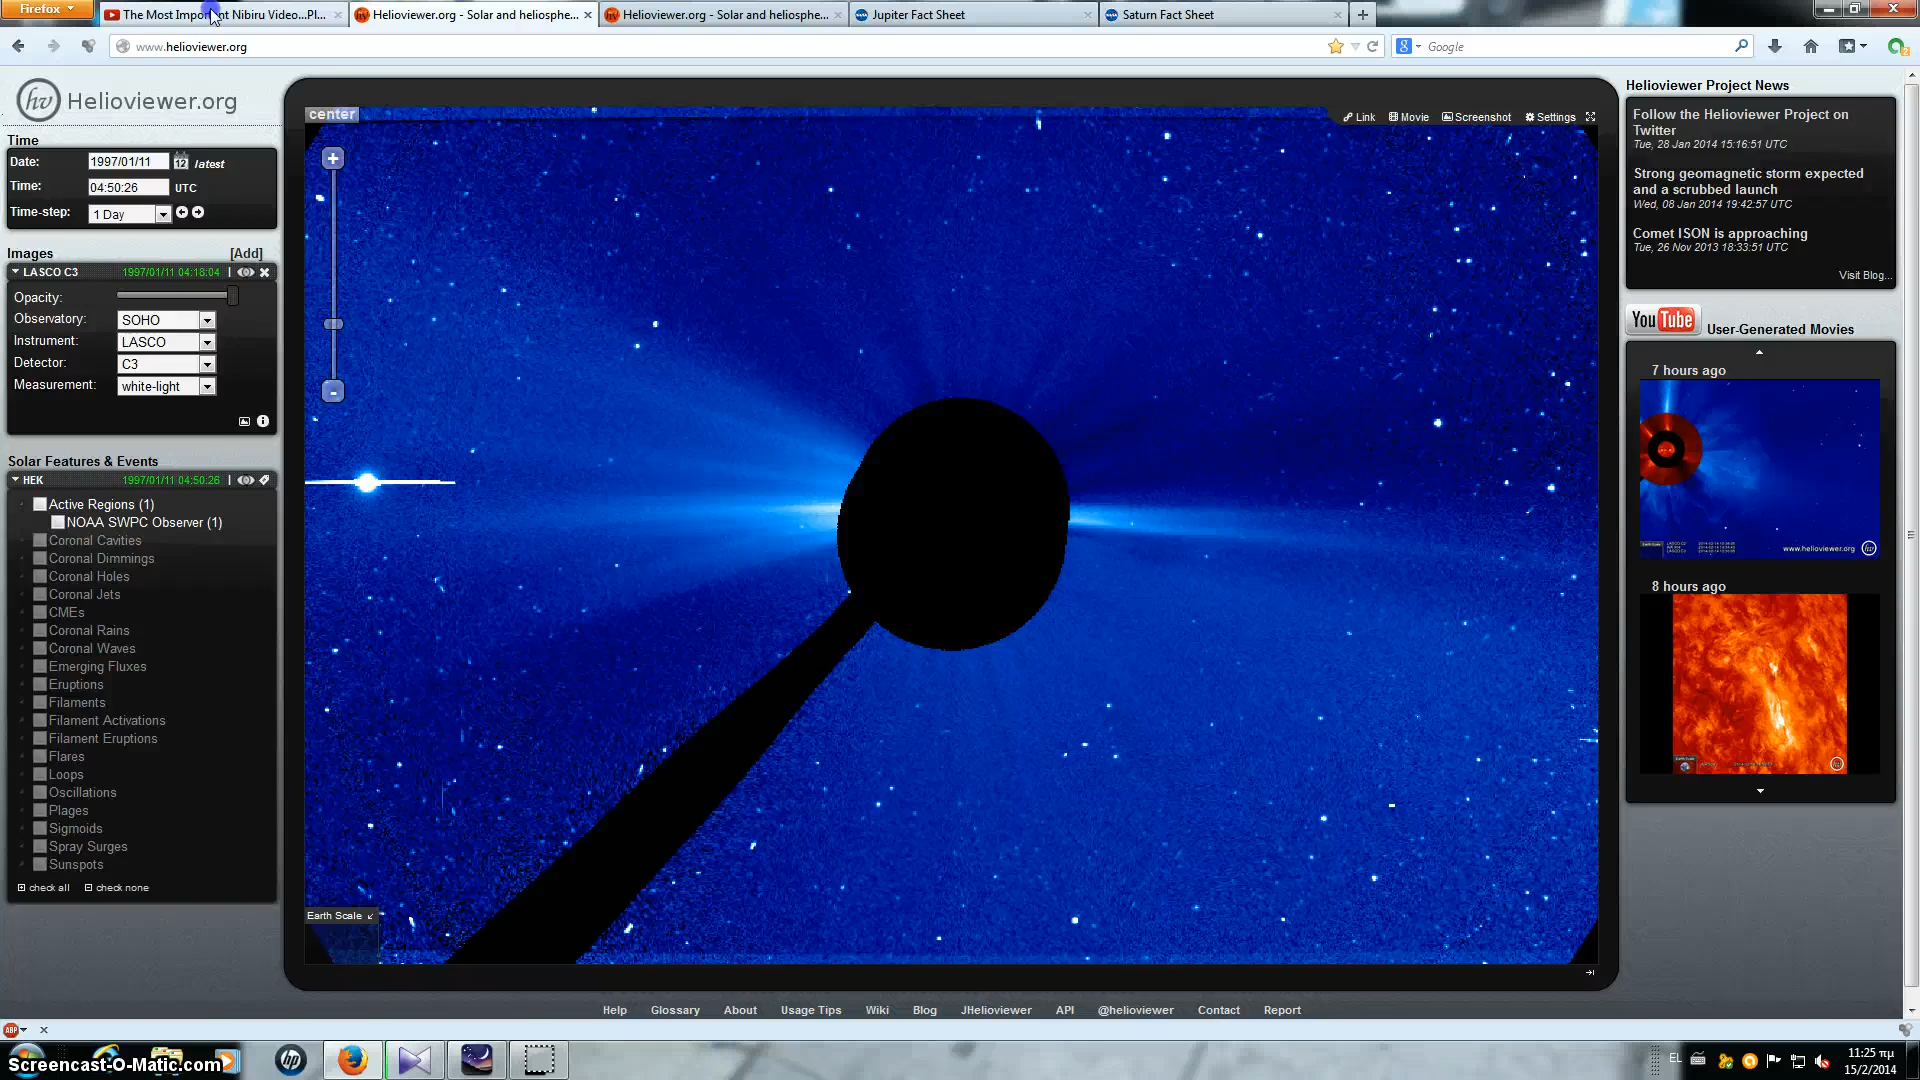 Firefox
The Most Important Nibiru Video...Pl...
Helioviewer.org - Solar and heliosphe...
Helioviewer.org - Solar and heliosphe...
Jupiter Fact Sheet
Saturn Fact Sheet
www.helioviewer.org
Google
Helioviewer.org
Time
Date: 1997/01/11 12 latest
Time: 04:50:26 UTC
Time-step: 1 Day
Images [Add]
LASCO C3 1997/01/11 04:18:04
Opacity:
Observatory: SOHO
Instrument: LASCO
Detector: C3
Measurement: white-light
Solar Features & Events
HEK 1997/01/11 04:50:26
Active Regions (1)
NOAA SWPC Observer (1)
Coronal Cavities
Coronal Dimmings
Coronal Holes
Coronal Jets
CMEs
Coronal Rains
Coronal Waves
Emerging Fluxes
Eruptions
Filaments
Filament Activations
Filament Eruptions
Flares
Loops
Oscillations
Plages
Sigmoids
Spray Surges
Sunspots
check all check none
center
Link Movie Screenshot Settings
Earth Scale
Helioviewer Project News
Follow the Helioviewer Project on
Twitter
Tue, 28 Jan 2014 15:16:51 UTC
Strong geomagnetic storm expected
and a scrubbed launch
Wed, 08 Jan 2014 19:42:57 UTC
Comet ISON is approaching
Tue, 26 Nov 2013 18:33:51 UTC
Visit Blog...
YouTube User-Generated Movies
7 hours ago
www.helioviewer.org
8 hours ago
Help Glossary About Usage Tips Wiki Blog JHelioviewer API @helioviewer Contact Report
ABP
Screencast-O-Matic.com
hp
EL
11:25 πμ
15/2/2014